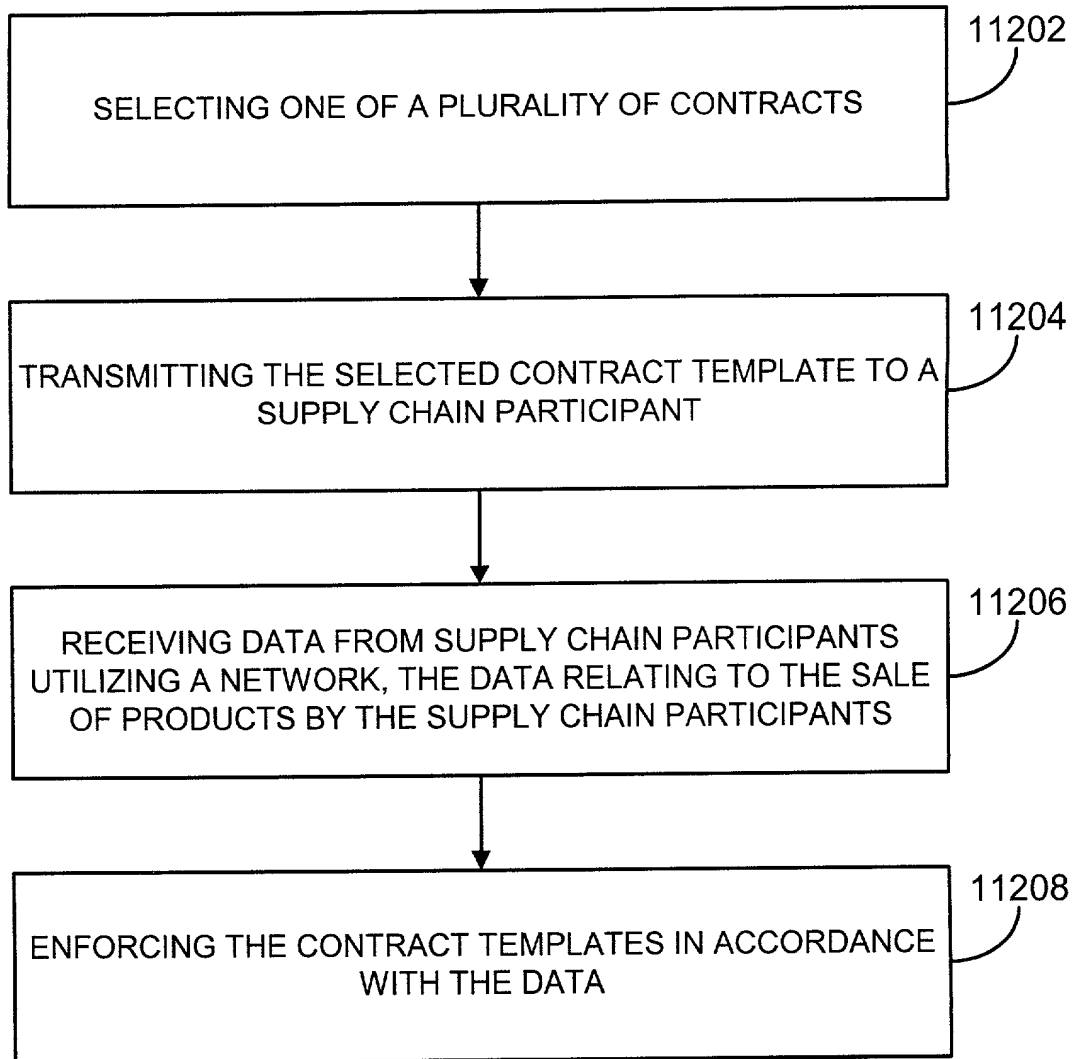 11202
SELECTING ONE OF A PLURALITY OF CONTRACTS
11204
TRANSMITTING THE SELECTED CONTRACT TEMPLATE TO A
SUPPLY CHAIN PARTICIPANT
11206
RECEIVING DATA FROM SUPPLY CHAIN PARTICIPANTS
UTILIZING A NETWORK, THE DATA RELATING TO THE SALE
OF PRODUCTS BY THE SUPPLY CHAIN PARTICIPANTS
11208
ENFORCING THE CONTRACT TEMPLATES IN ACCORDANCE
WITH THE DATA